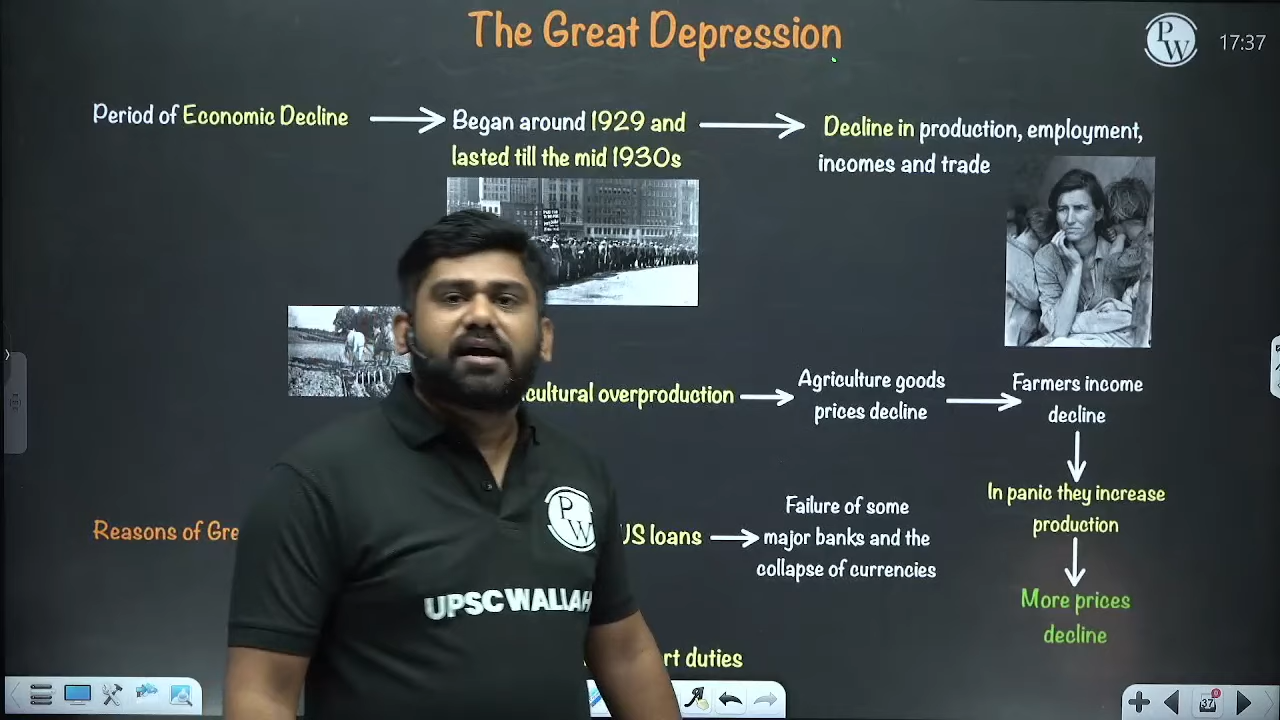 The Great Depression
PW
17:37
Period of Economic Decline
Began around 1929 and
lasted till the mid 1930s
Decline in production, employment,
incomes and trade
overproduction
Agriculture goods
prices decline
Farmers income
decline
In panic they increase
production
More prices
decline
Reasons of
US loans
Failure of some
major banks and the
collapse of currencies
duties
PW
UPSC WALLAH
37